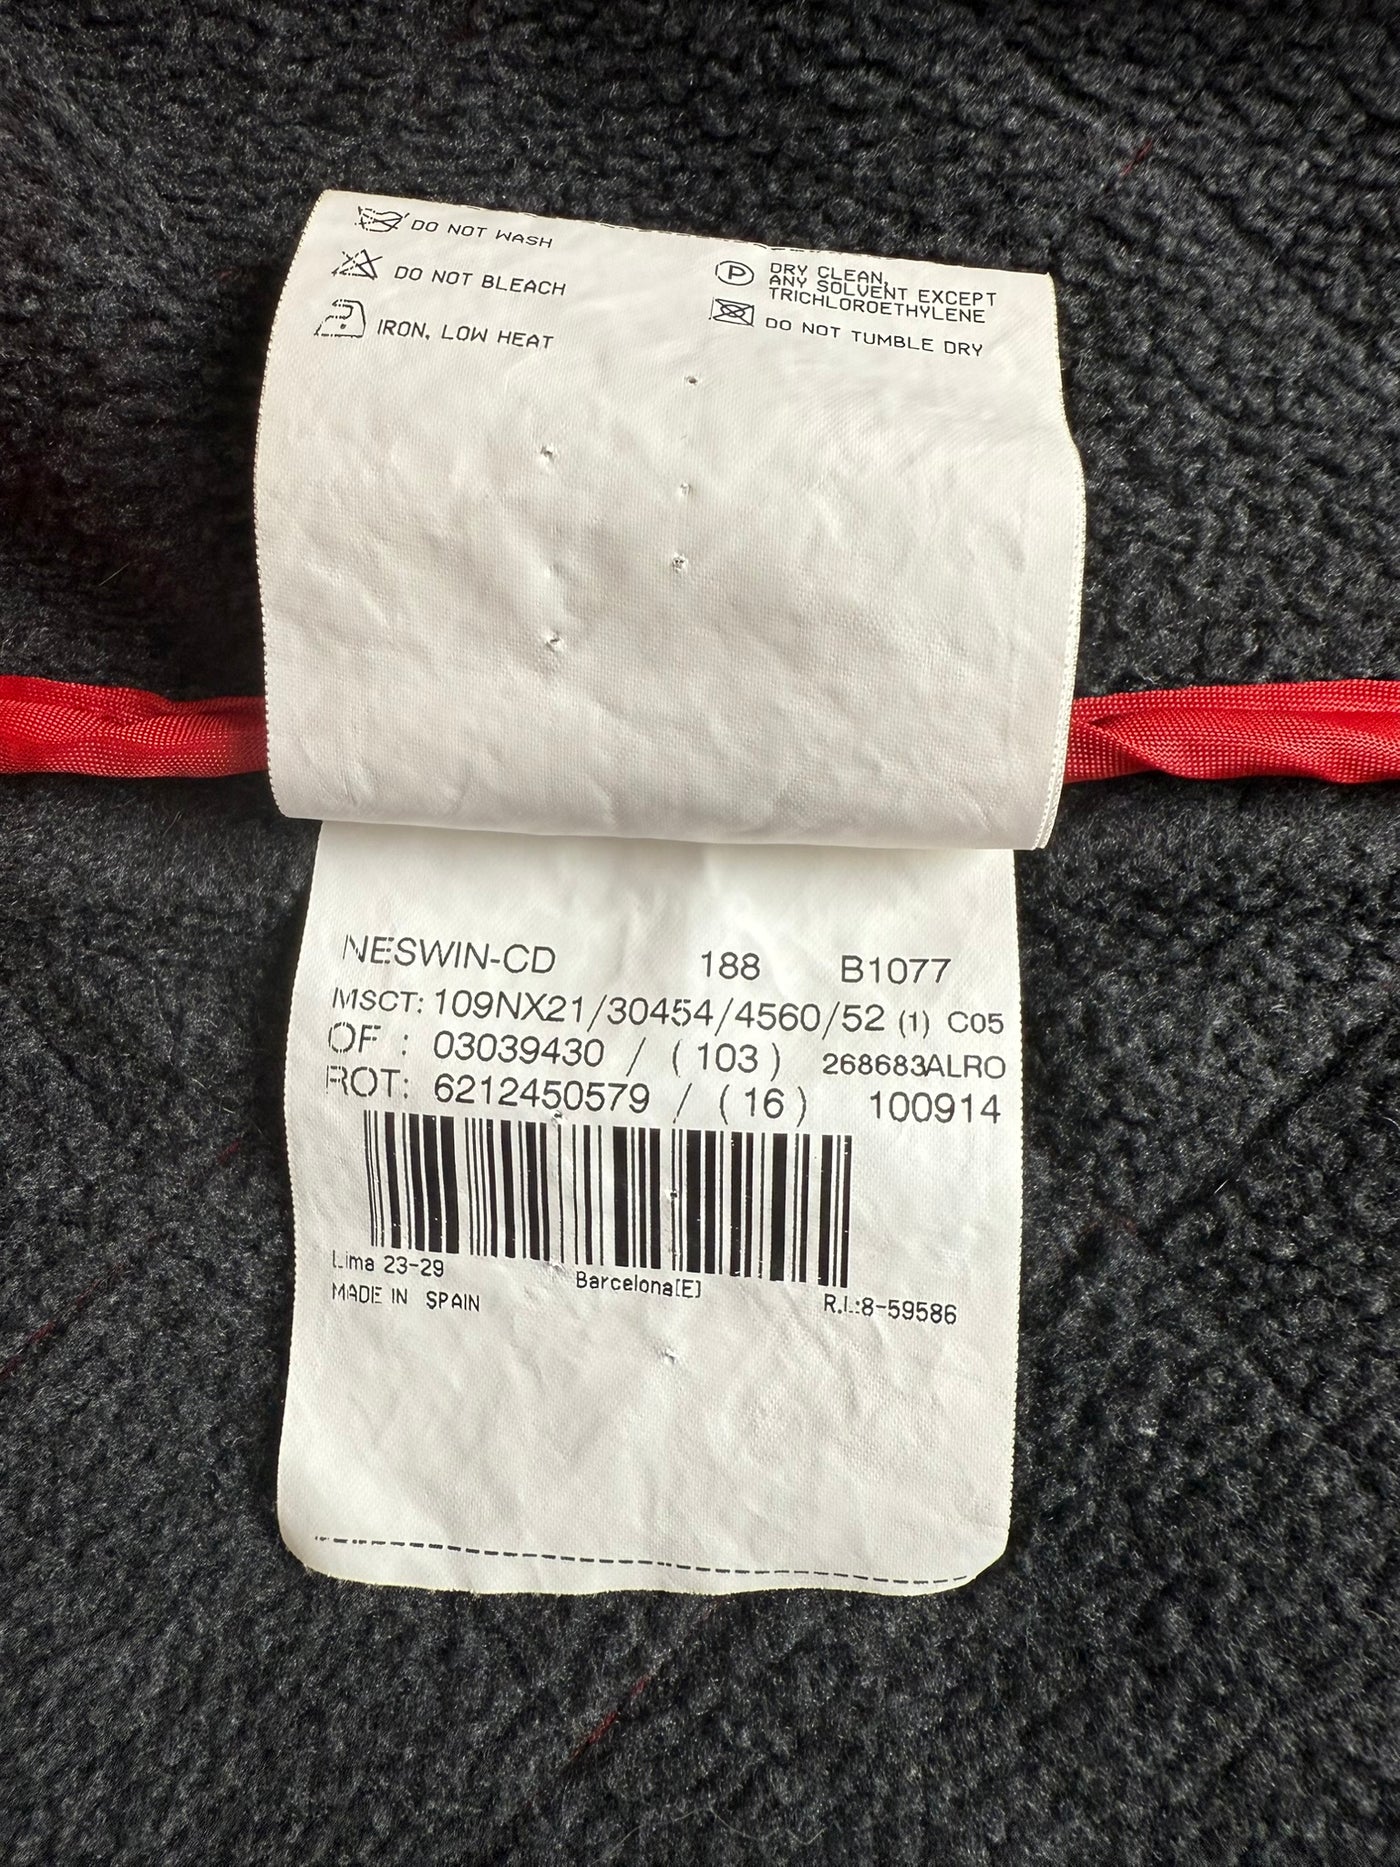 DO NOT WASH
DO NOT BLEACH
IRON, LOW HEAT
P
DRY CLEAN,
ANY SOLVENT EXCEPT
TRICHLOROETHYLENE
DO NOT TUMBLE DRY
NESWIN-CD 188 B1077
MSCT: 109NX21/30454/4560/52 (1) C05
OF : 03039430 / (103) 268683ALRO
ROT: 6212450579 / (16) 100914
Lima 23-29
Barcelona[E]
MADE IN SPAIN
R.I.:8-59586